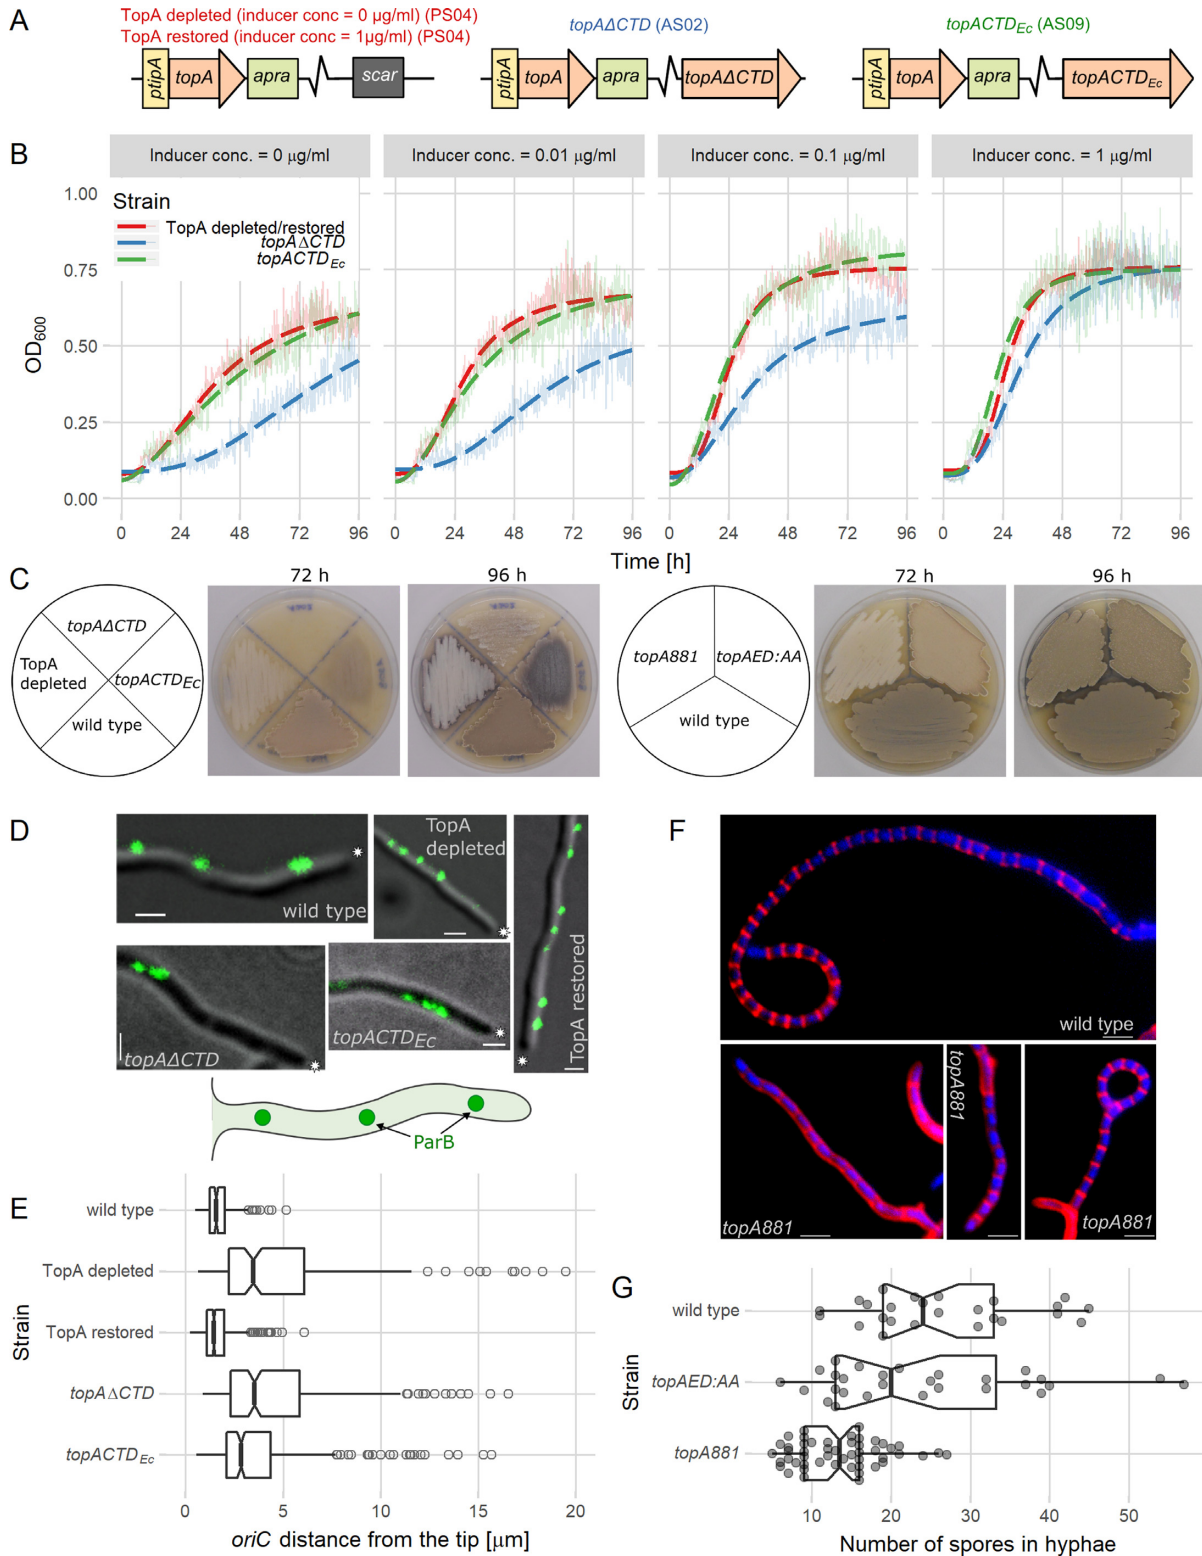 A
TopA depleted (inducer conc = 0 µg/ml) (PS04)
TopA restored (inducer conc = 1µg/ml) (PS04)
topAΔCTD (AS02)
topACTDEc (AS09)
ptipA topA apra scar
ptipA topA apra topAΔCTD
ptipA topA apra topACTDEc
B
Inducer conc. = 0 µg/ml
Inducer conc. = 0.01 µg/ml
Inducer conc. = 0.1 µg/ml
Inducer conc. = 1 µg/ml
Strain
TopA depleted/restored
topAΔCTD
topACTDEc
OD600
1.00
0.75
0.50
0.25
0.00
0 24 48 72 96
0 24 48 72 96
0 24 48 72 96
0 24 48 72 96
Time [h]
C
topAΔCTD
TopA
depleted
topACTDEc
wild type
72 h
96 h
topA881
topAED:AA
wild type
72 h
96 h
D
wild type
TopA
depleted
TopA restored
topAΔCTD
topACTDEc
ParB
E
Strain
wild type
TopA depleted
TopA restored
topAΔCTD
topACTDEc
0 5 10 15 20
oriC distance from the tip [µm]
F
wild type
topA881
topA881
topA881
G
Strain
wild type
topAED:AA
topA881
10 20 30 40 50
Number of spores in hyphae